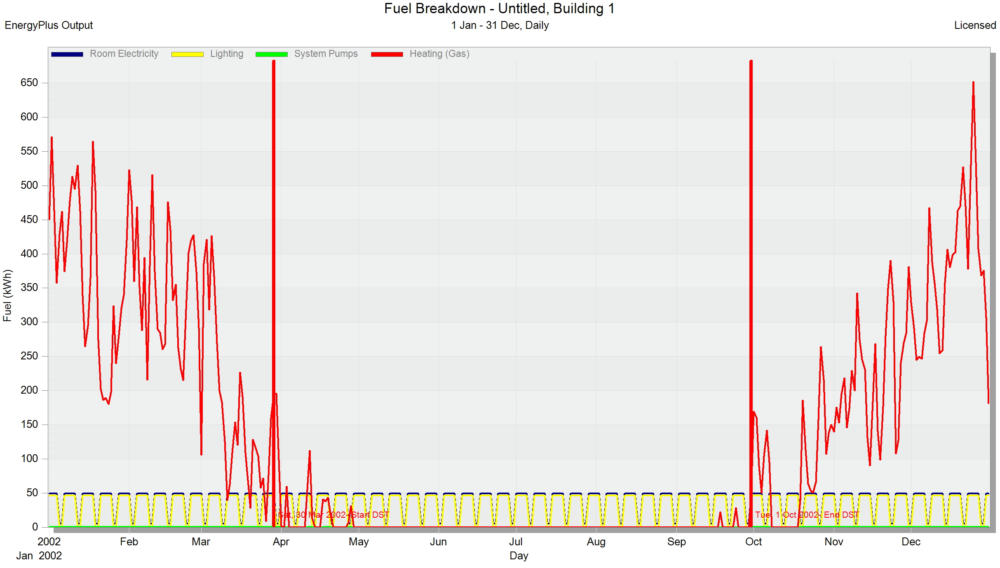 Fuel Breakdown - Untitled, Building 1
EnergyPlus Output 1 Jan - 31 Dec, Daily Licensed
Room Electricity Lighting System Pumps Heating (Gas)
650
600
550
500
450
400
350
300
250
200
150
100
50
0
Fuel (kWh)
Sat, 30 Mar 2002- Start DST Tue, 1 Oct 2002- End DST
2002 Feb Mar Apr May Jun Jul Aug Sep Oct Nov Dec
Jan 2002 Day